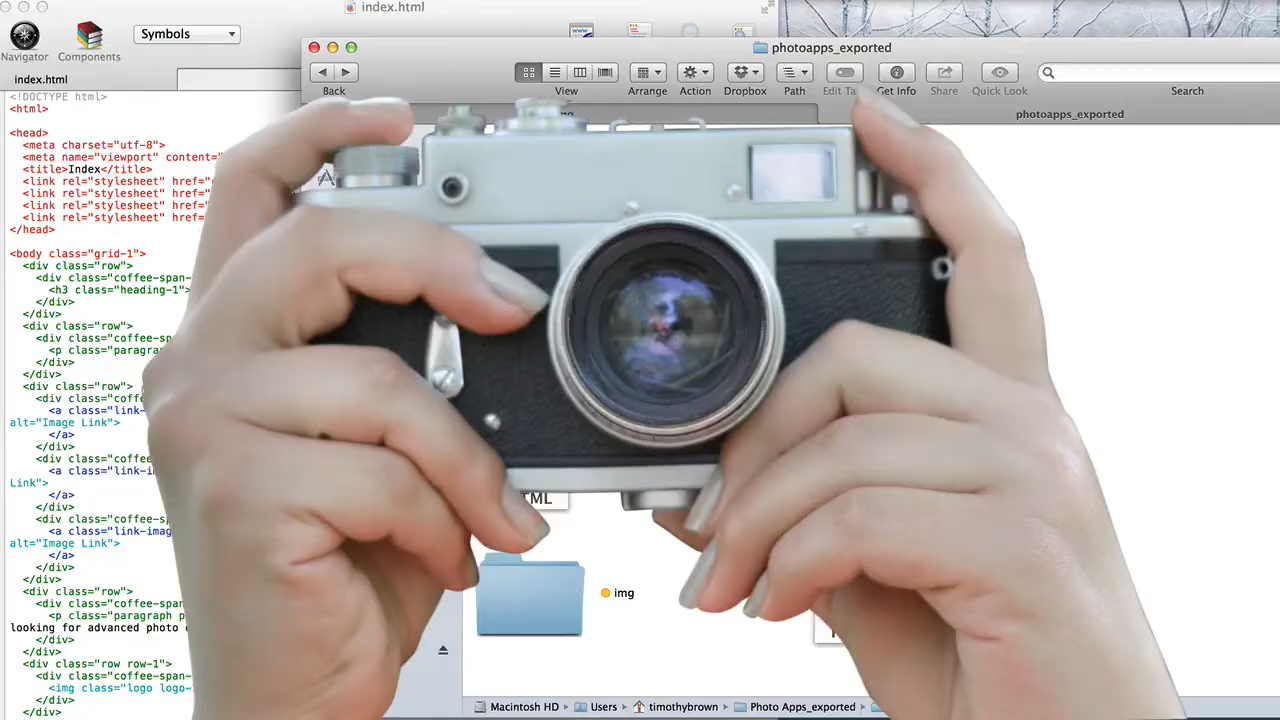 index.html
Symbols
Navigator
Components
index.html
<!DOCTYPE html>
<html>
<head>
<meta charset="utf-8">
<meta name="viewport" content="
<title>Index</title>
<link rel="stylesheet" href="
<link rel="stylesheet" href="
<link rel="stylesheet" href="
<link rel="stylesheet" href="
</head>
<body class="grid-1">
<div class="row">
<div class="coffee-span-
<h3 class="heading-1">
</div>
</div>
<div class="row">
<div class="coffee-span-
<p class="paragra
</div>
</div>
<div class="row">
<div class="coffe
<a class="link-
alt="Image Link">
</a>
</div>
<div class="coffe
<a class="link-i
Link">
</a>
</div>
<div class="coffee-sp
<a class="link-imag
alt="Image Link">
</a>
</div>
</div>
<div class="row">
<div class="coffee-span
<p class="paragraph p
looking for advanced photo
</div>
</div>
<div class="row row-1">
<div class="coffee-span-
<img class="logo logo-
</div>
photoapps_exported
Back
View
Arrange
Action
Dropbox
Path
Edit Ta
Get Info
Share
Quick Look
Search
photoapps_exported
img
Macintosh HD
Users
timothybrown
Photo Apps_exported